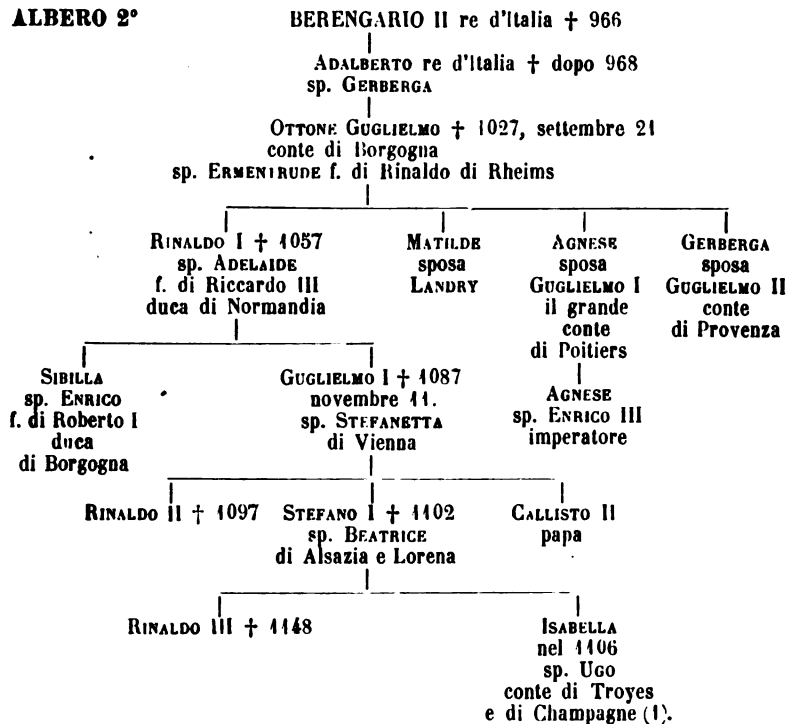 ALBERO 2º
BERENGARIO II re d'Italia † 966
ADALBERTO re d'Italia † dopo 968
sp. GERBERGA
OTTONE GUGLIELMO † 1027, settembre 21
conte di Borgogna
sp. ERMENTRUDE f. di Rinaldo di Rheims
RINALDO I † 1057
sp. ADELAIDE
f. di Riccardo III
duca di Normandia
MATILDE
sposa
LANDRY
AGNESE
sposa
GUGLIELMO I
il grande
conte
di Poitiers
GERBERGA
sposa
GUGLIELMO II
conte
di Provenza
SIBILLA
sp. ENRICO
f. di Roberto I
duca
di Borgogna
GUGLIELMO I † 1087
novembre 11.
sp. STEFANETTA
di Vienna
AGNESE
sp. ENRICO III
imperatore
RINALDO II † 1097
STEFANO I † 1102
sp. BEATRICE
di Alsazia e Lorena
CALLISTO II
papa
RINALDO III † 1148
ISABELLA
nel 1106
sp. UGO
conte di Troyes
e di Champagne (1).